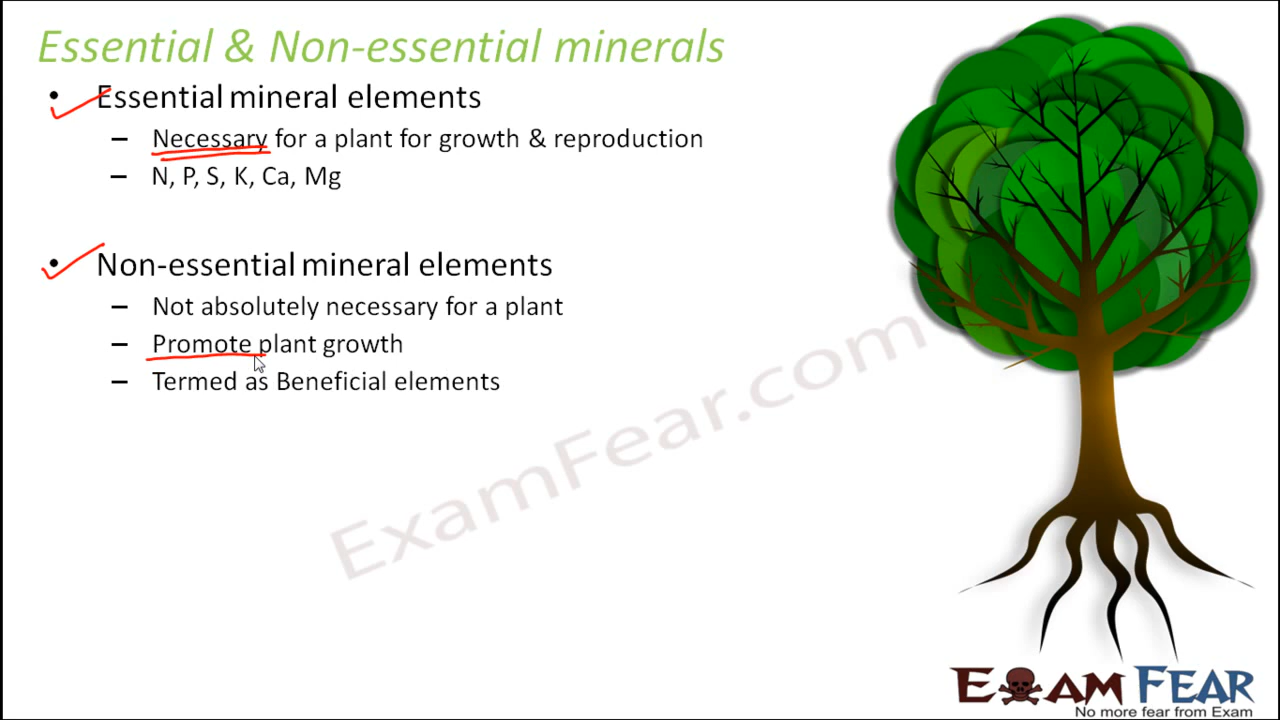 Essential & Non-essential minerals
• Essential mineral elements
– Necessary for a plant for growth & reproduction
– N, P, S, K, Ca, Mg
• Non-essential mineral elements
– Not absolutely necessary for a plant
– Promote plant growth
– Termed as Beneficial elements
ExamFear.com
EXAM FEAR
No more fear from Exam